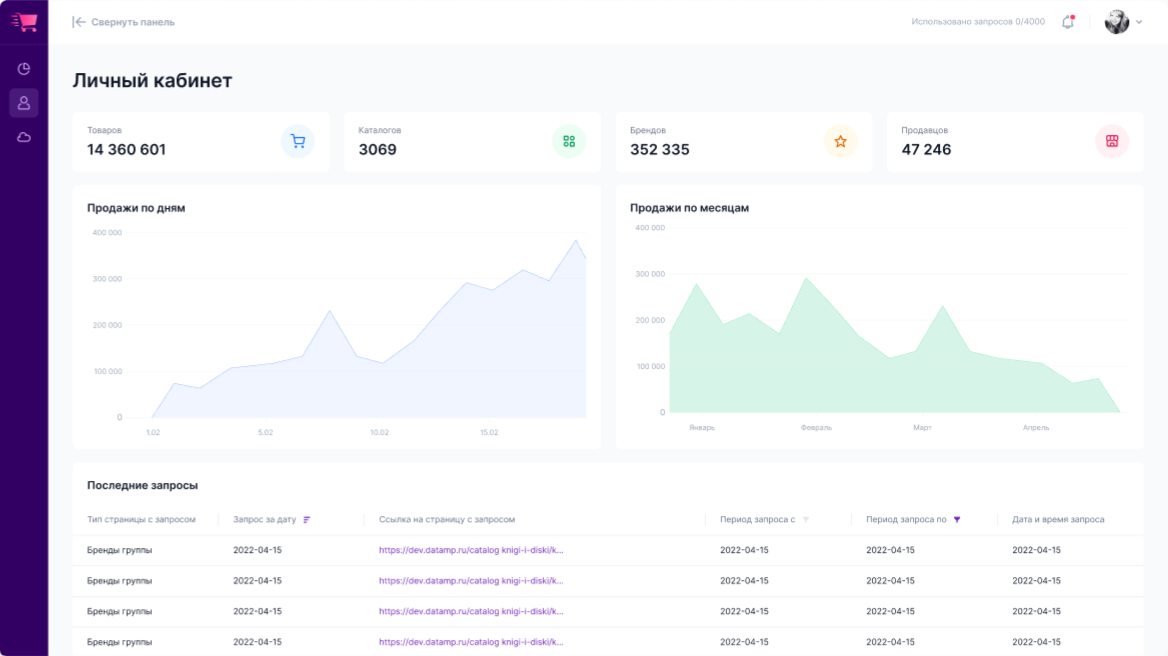 Свернуть панель
Использовано запросов 0/4000
Личный кабинет
Товаров
14 360 601
Каталогов
3069
Брендов
352 335
Продавцов
47 246
Продажи по дням
400 000
300 000
200 000
100 000
0
1.02
5.02
10.02
15.02
Продажи по месяцам
400 000
300 000
200 000
100 000
0
Январь
Февраль
Март
Апрель
Последние запросы
Тип страницы с запросом Запрос за дату Ссылка на страницу с запросом Период запроса с Период запроса по Дата и время запроса
Бренды группы 2022-04-15 https://dev.datamp.ru/catalog knigi-i-diski/k... 2022-04-15 2022-04-15 2022-04-15
Бренды группы 2022-04-15 https://dev.datamp.ru/catalog knigi-i-diski/k... 2022-04-15 2022-04-15 2022-04-15
Бренды группы 2022-04-15 https://dev.datamp.ru/catalog knigi-i-diski/k... 2022-04-15 2022-04-15 2022-04-15
Бренды группы 2022-04-15 https://dev.datamp.ru/catalog knigi-i-diski/k... 2022-04-15 2022-04-15 2022-04-15